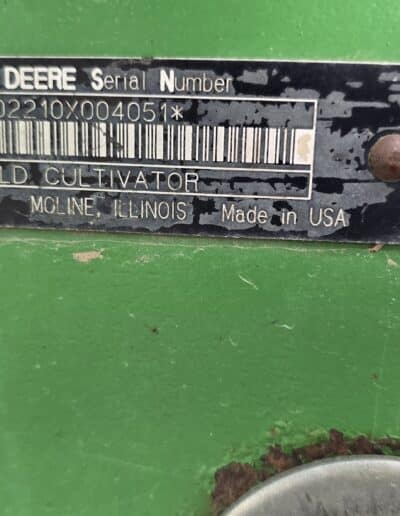 DEERE Serial Number
02210X004051*
LD CULTIVATOR
MOLINE, ILLINOIS Made in USA